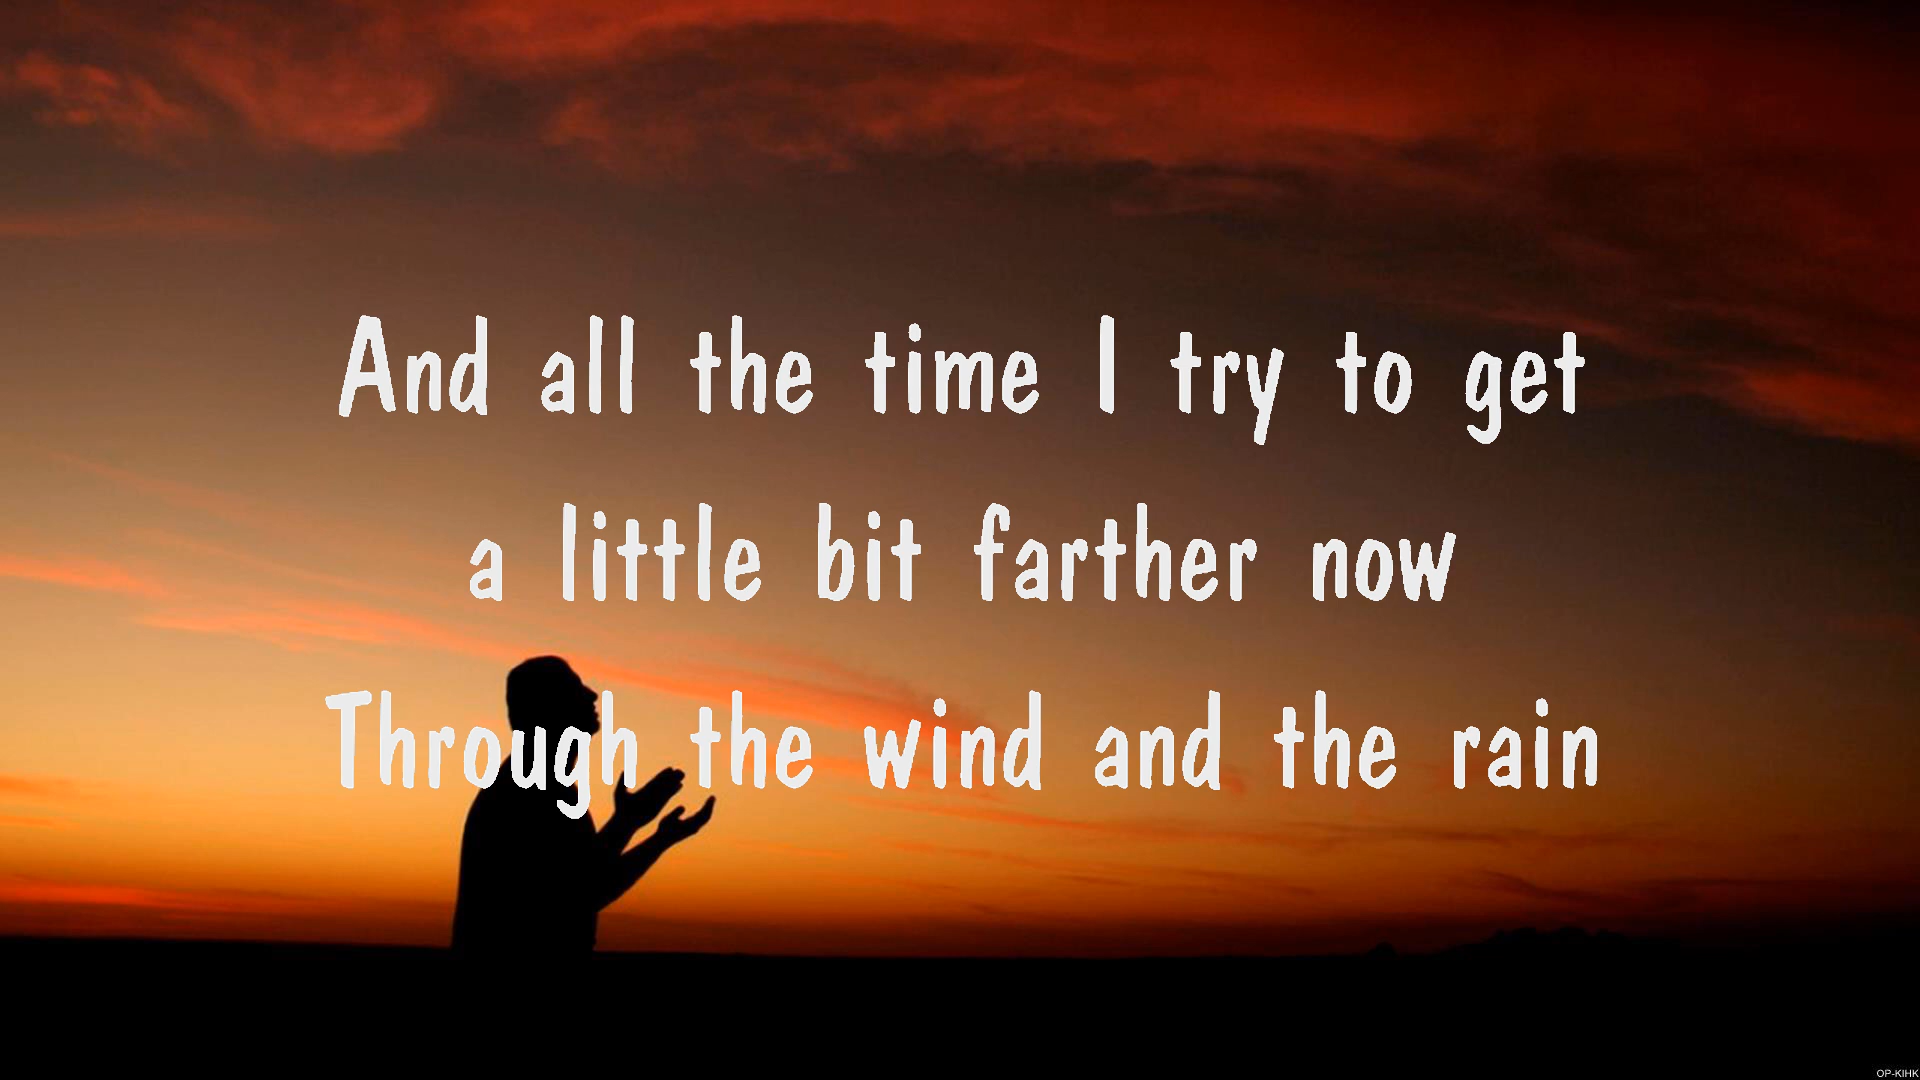 And all the time I try to get
a little bit farther now
Through the wind and the rain
OP-KIHK